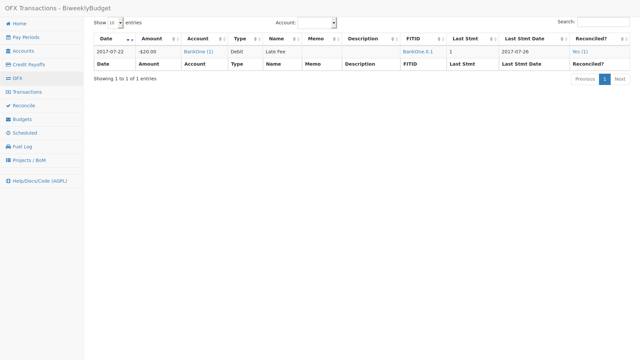 OFX Transactions - BiweeklyBudget
Home
Pay Periods
Accounts
Credit Payoffs
OFX
Transactions
Reconcile
Budgets
Scheduled
Fuel Log
Projects / BoM
Help/Docs/Code (AGPL)
Show 10 entries Account: Search:
Date Amount Account Type Name Memo Description FITID Last Stmt Last Stmt Date Reconciled?
2017-07-22 -$20.00 BankOne (1) Debit Late Fee BankOne.0.1 1 2017-07-26 Yes (1)
Date Amount Account Type Name Memo Description FITID Last Stmt Last Stmt Date Reconciled?
Showing 1 to 1 of 1 entries
Previous 1 Next